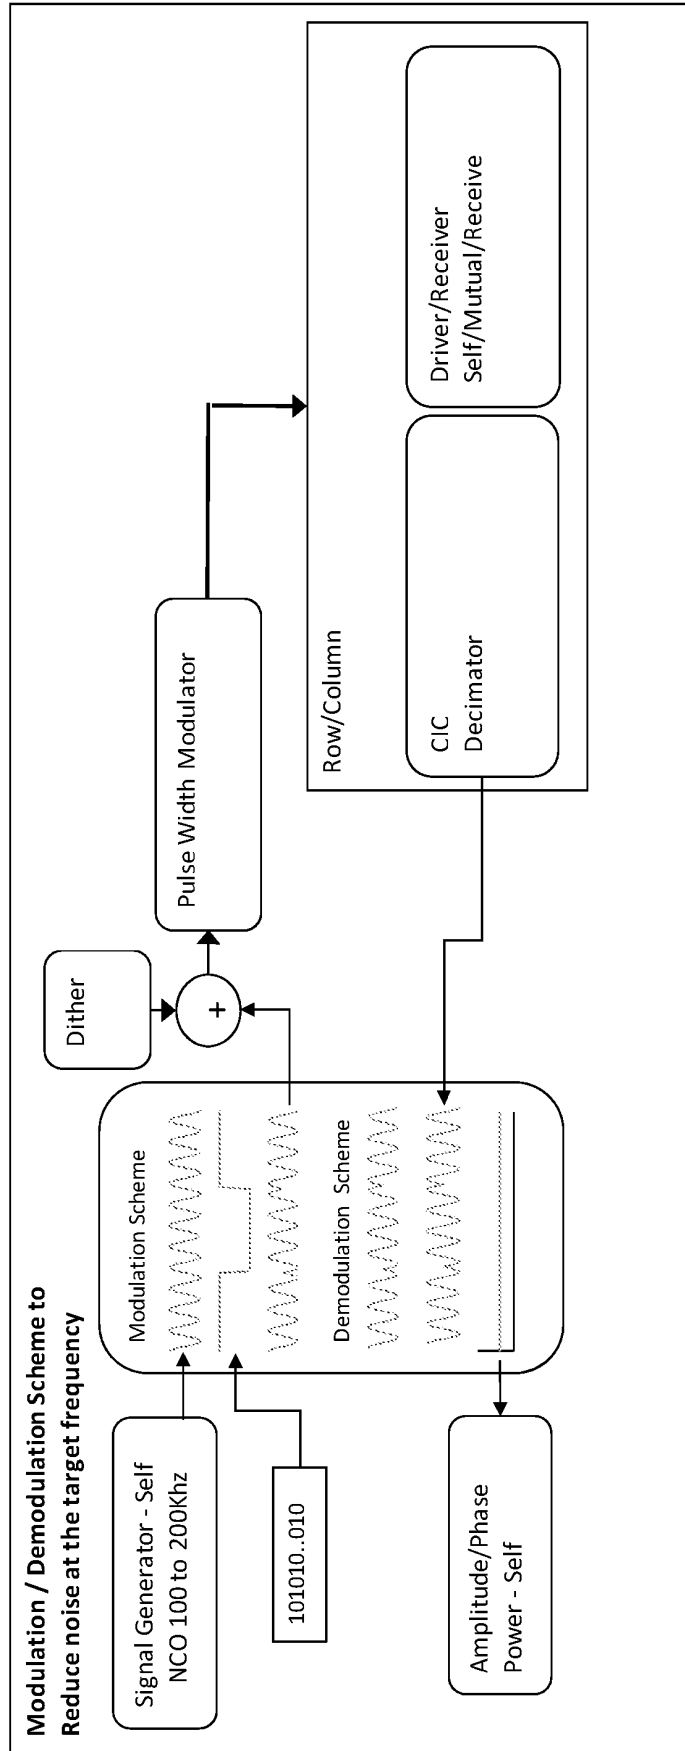 Modulation / Demodulation Scheme to
Reduce noise at the target frequency
Signal Generator - Self
NCO 100 to 200Khz
101010..010
Amplitude/Phase
Power - Self
Modulation Scheme
Demodulation Scheme
Dither
+
Pulse Width Modulator
Row/Column
CIC
Decimator
Driver/Receiver
Self/Mutual/Receive